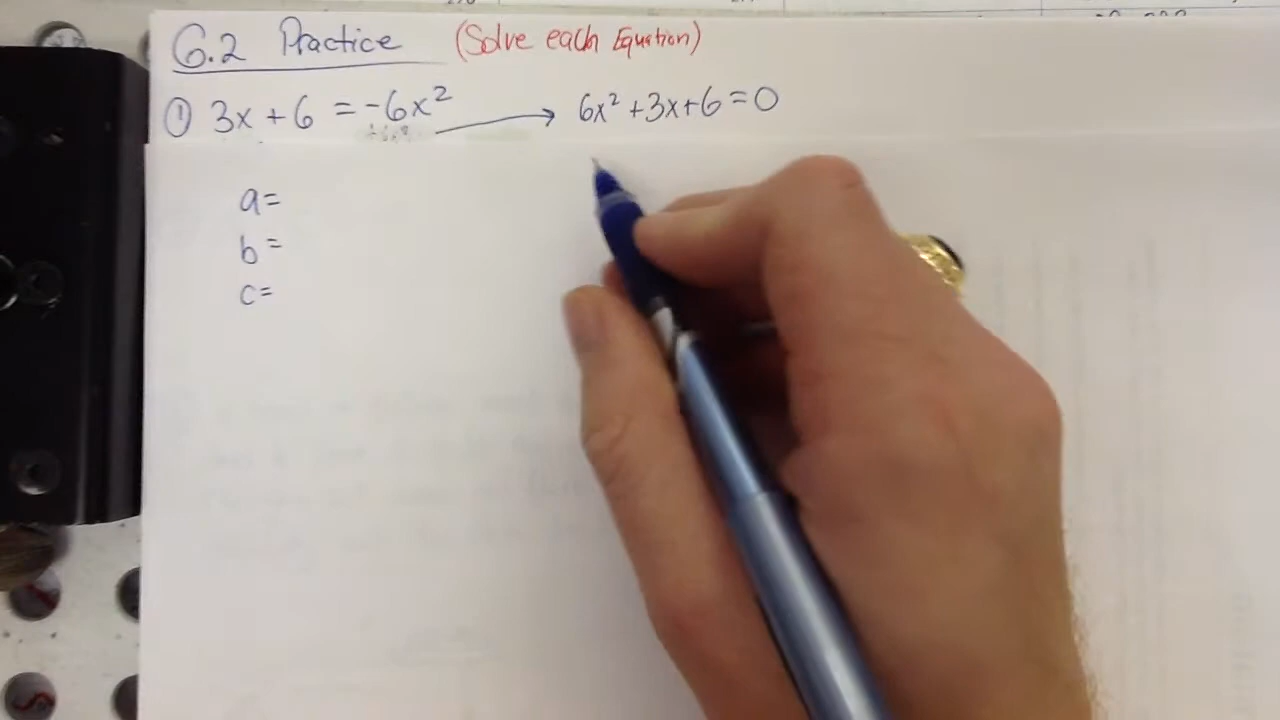 6.2 Practice (Solve each Equation)
① 3x + 6 = -6x² → 6x² + 3x + 6 = 0
a=
b=
c=